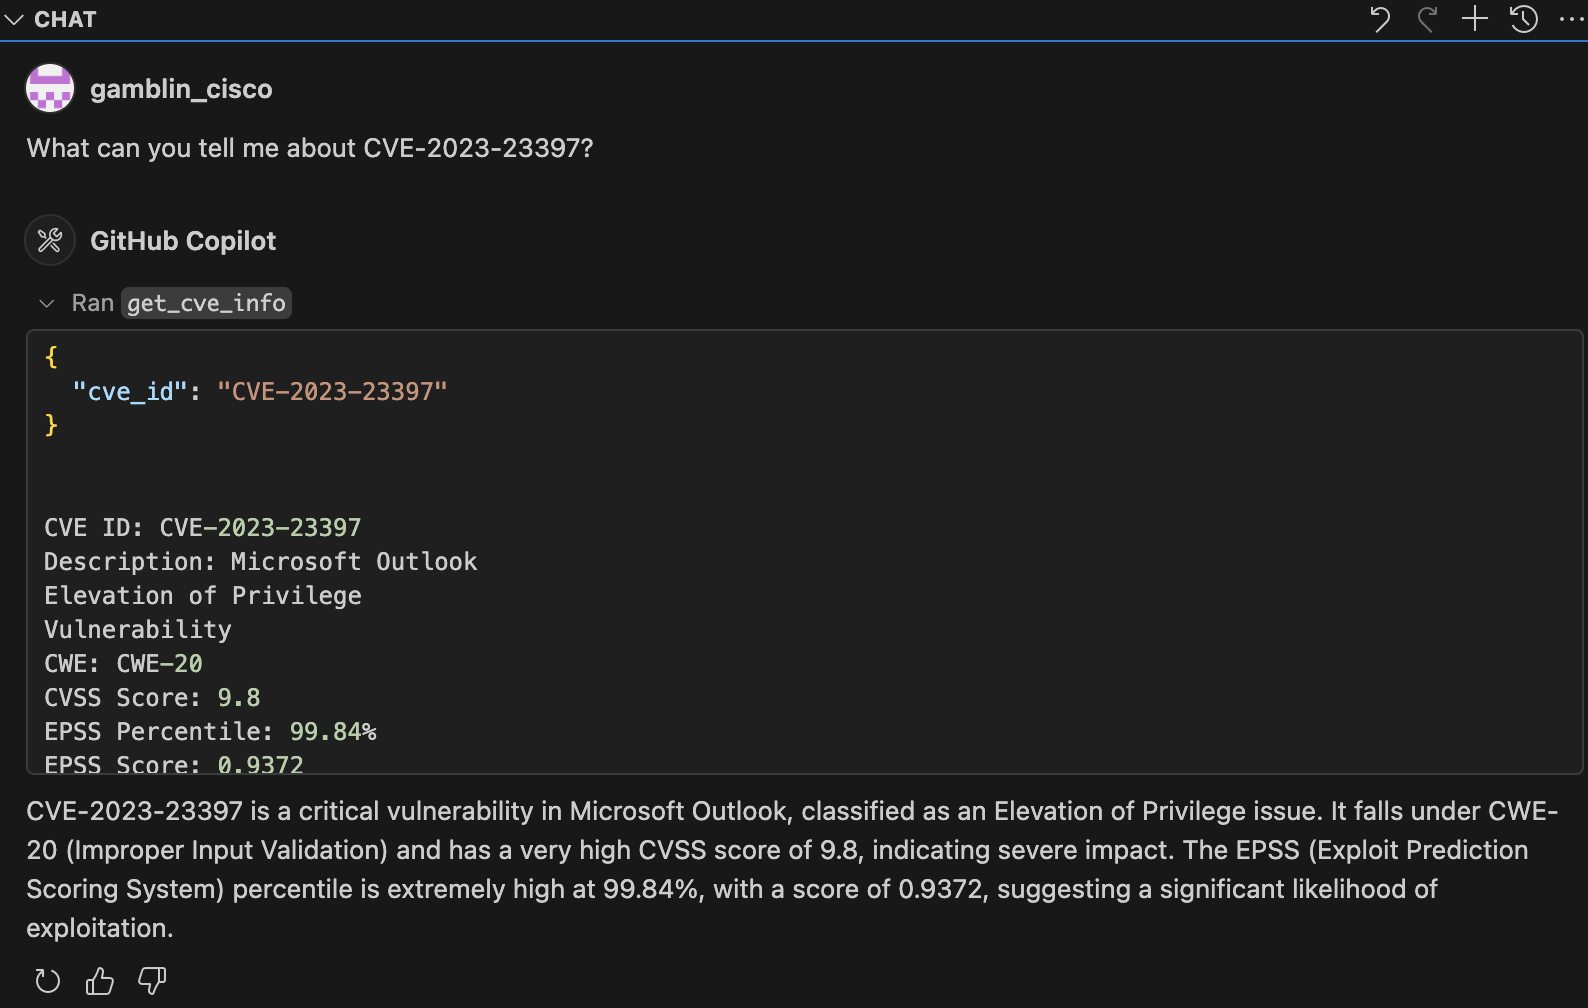 CHAT
gamblin_cisco
What can you tell me about CVE-2023-23397?
GitHub Copilot
Ran get_cve_info
{
"cve_id": "CVE-2023-23397"
}
CVE ID: CVE-2023-23397
Description: Microsoft Outlook
Elevation of Privilege
Vulnerability
CWE: CWE-20
CVSS Score: 9.8
EPSS Percentile: 99.84%
EPSS Score: 0.9372
CVE-2023-23397 is a critical vulnerability in Microsoft Outlook, classified as an Elevation of Privilege issue. It falls under CWE-
20 (Improper Input Validation) and has a very high CVSS score of 9.8, indicating severe impact. The EPSS (Exploit Prediction
Scoring System) percentile is extremely high at 99.84%, with a score of 0.9372, suggesting a significant likelihood of
exploitation.